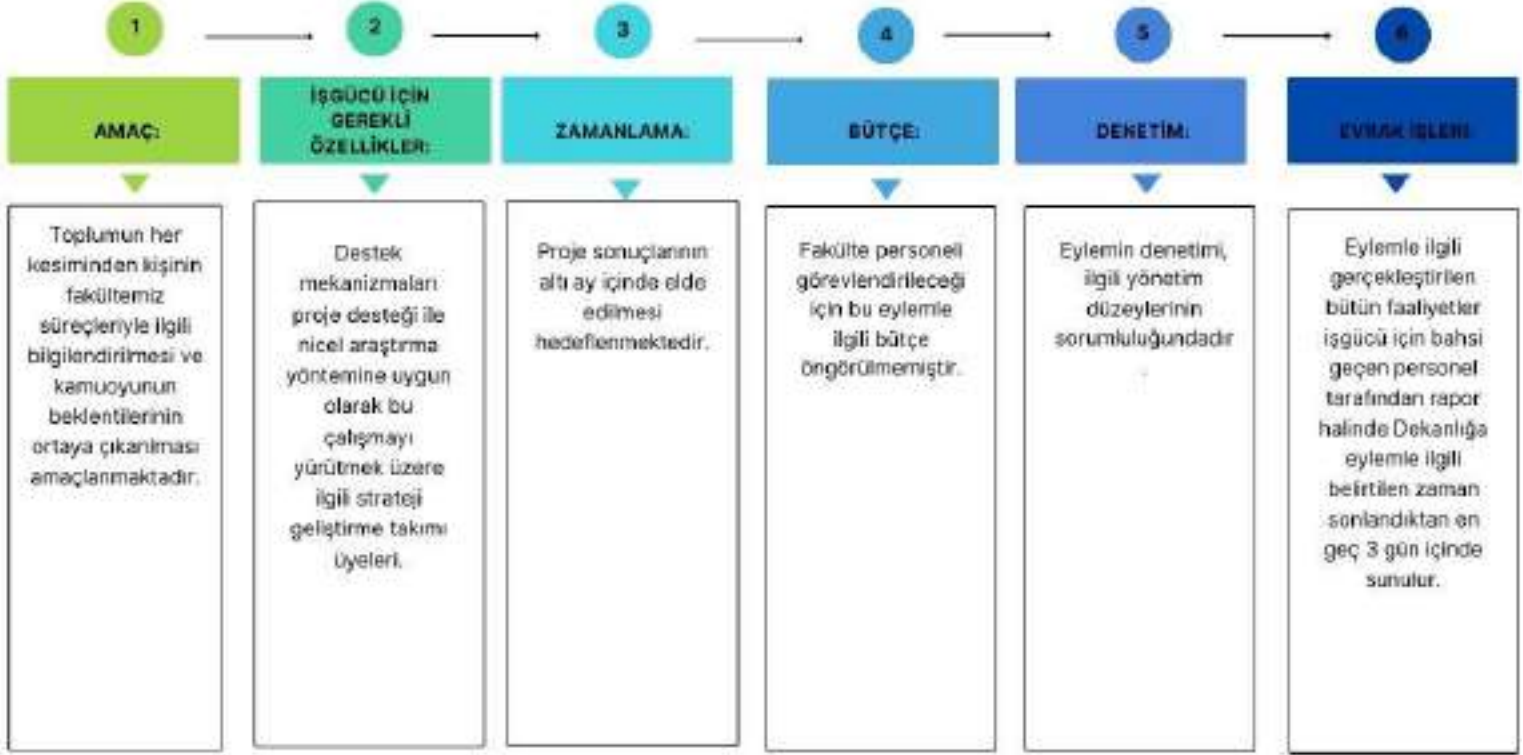 1
2
3
4
5
6
AMAÇ:
İŞGÜCÜ İÇİN
GEREKLİ
ÖZELLİKLER:
ZAMANLAMA:
BÜTÇE:
DENETİM:
EVRAK İŞLERİ:
Toplumun her
kesiminden kişinin
fakültemiz
süreçleriyle ilgili
bilgilendirilmesi ve
kamuoyunun
beklentilerinin
ortaya çıkarılması
amaçlanmaktadır.
Destek
mekanizmaları
proje desteği ile
nicel araştırma
yöntemine uygun
olarak bu
çalışmayı
yürütmek üzere
ilgili strateji
geliştirme takımı
üyeleri.
Proje sonuçlarının
altı ay içinde elde
edilmesi
hedeflenmektedir.
Fakülte personeli
görevlendirileceği
için bu eylemle
ilgili bütçe
öngörülmemiştir.
Eylemin denetimi,
ilgili yönetim
düzeylerinin
sorumluluğundadır
.
Eylemle ilgili
gerçekleştirilen
bütün faaliyetler
işgücü için bahsi
geçen personel
tarafından rapor
halinde Dekanlığa
eylemle ilgili
belirtilen zaman
sonlandıktan en
geç 3 gün içinde
sunulur.